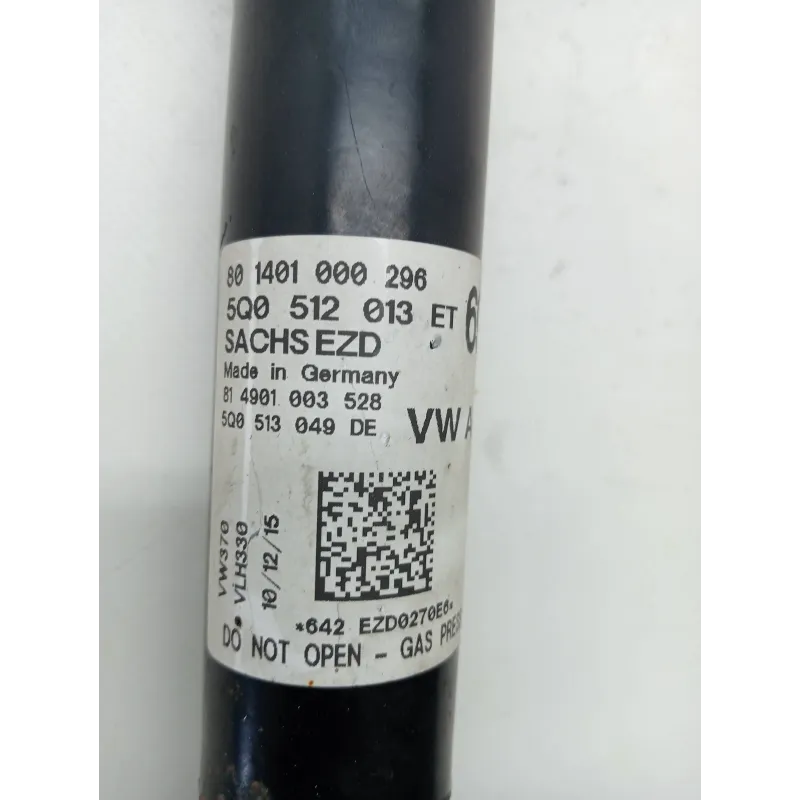 80 1401 000 296
5Q0 512 013 ET
SACHS EZD
Made in Germany
81 4901 003 528
5Q0 513 049 DE
VW A
VW370
VLH330
10/12/15
*642 EZD0270E6*
DO NOT OPEN - GAS PRES